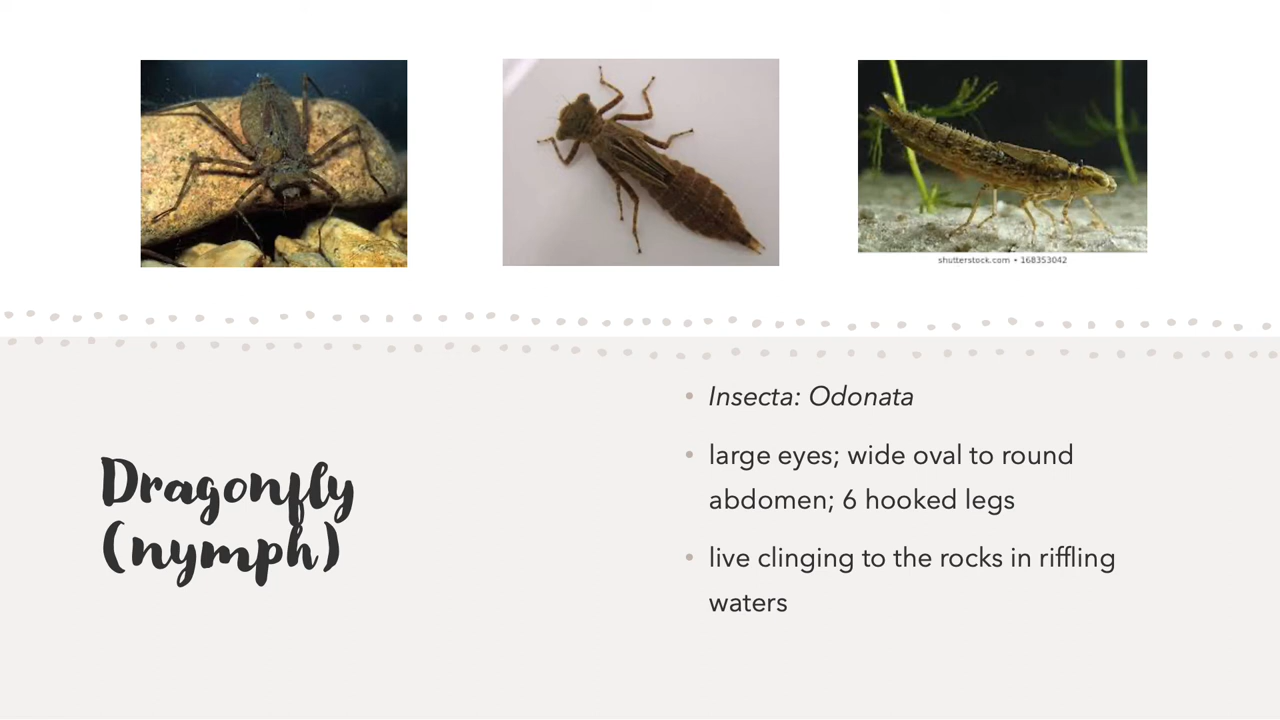 shutterstock.com • 168353042
Dragonfly
(nymph)
• Insecta: Odonata
• large eyes; wide oval to round
abdomen; 6 hooked legs
• live clinging to the rocks in riffling
waters